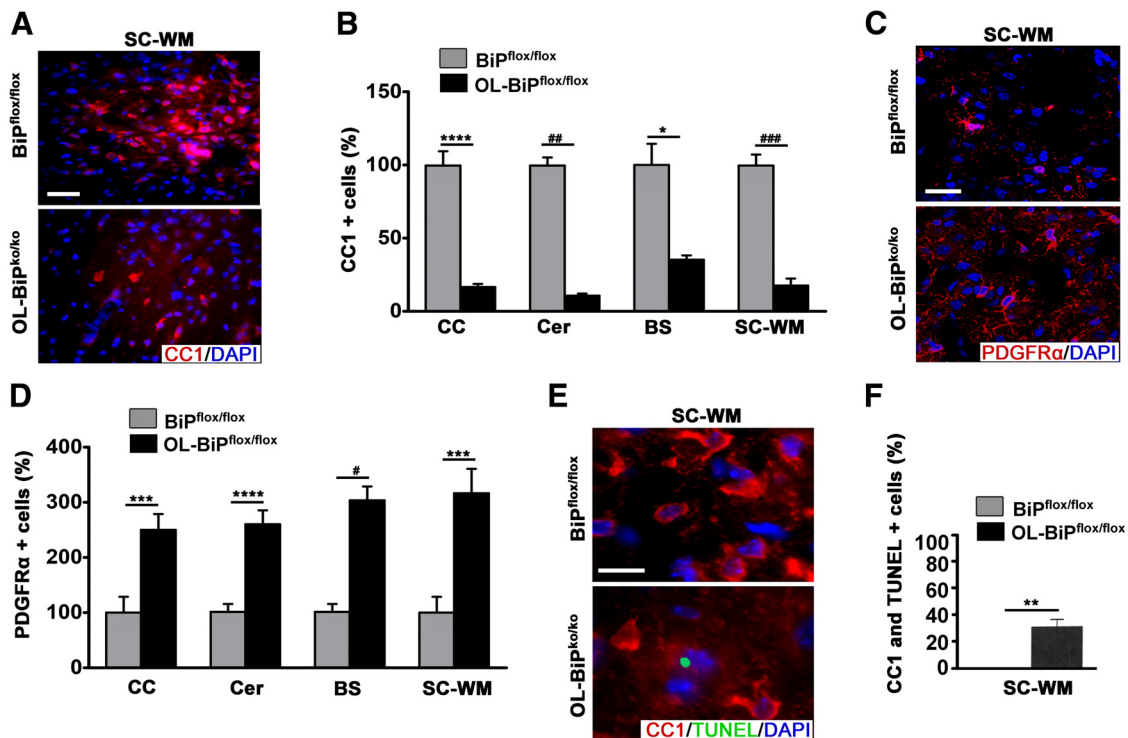 A
SC-WM
BiPflox/flox
OL-BiPko/ko
CC1/DAPI
B
BiPflox/flox
OL-BiPflox/flox
CC1 + cells (%)
150
100
50
0
****
##
*
###
CC
Cer
BS
SC-WM
C
SC-WM
BiPflox/flox
OL-BiPko/ko
PDGFRα/DAPI
D
BiPflox/flox
OL-BiPflox/flox
PDGFRα + cells (%)
400
300
200
100
0
***
****
#
***
CC
Cer
BS
SC-WM
E
SC-WM
BiPflox/flox
OL-BiPko/ko
CC1/TUNEL/DAPI
F
BiPflox/flox
OL-BiPflox/flox
CC1 and TUNEL + cells (%)
100
80
60
40
20
0
**
SC-WM